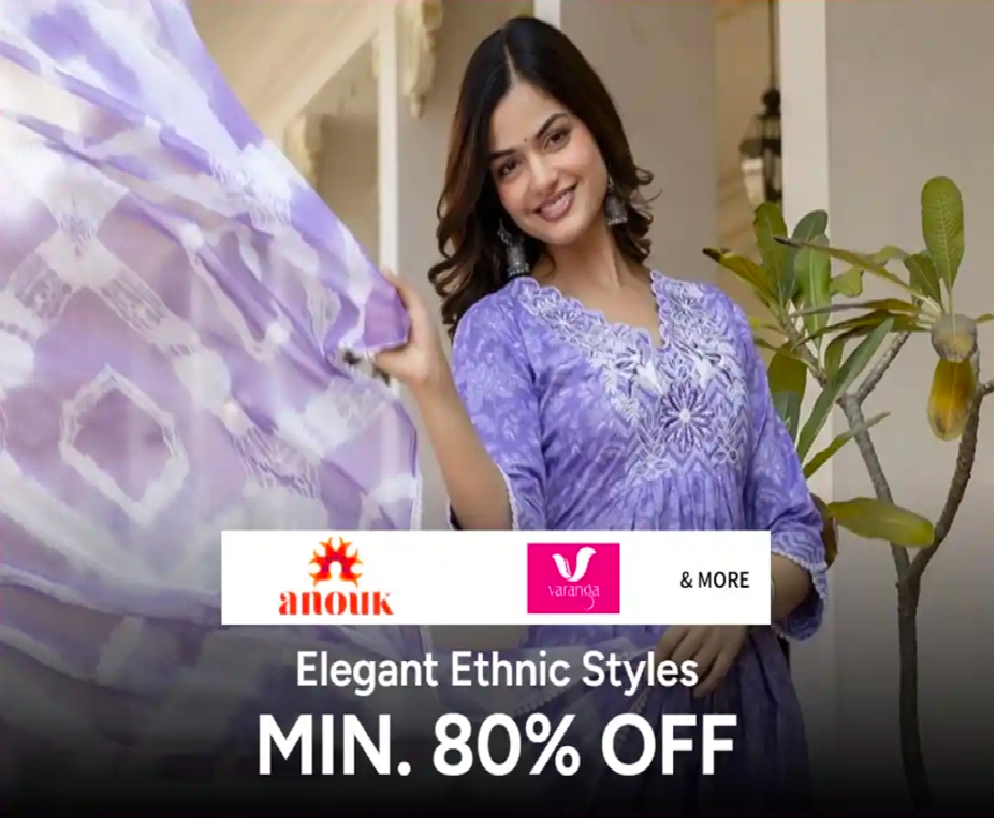 anouk
varanga
& MORE
Elegant Ethnic Styles
MIN. 80% OFF